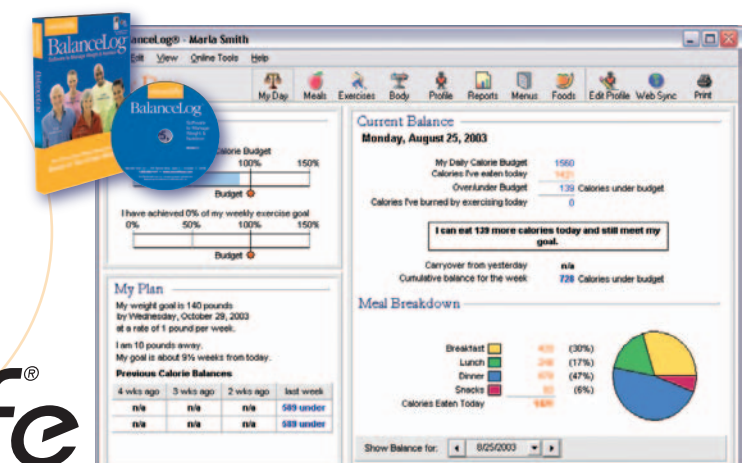 BalanceLog
BalanceLog
anceLog® - Marla Smith
Edit View Online Tools Help
My Day Meals Exercises Body Profile Reports Menus Foods Edit Profile Web Sync Print
Calorie Budget
100% 150%
Budget
I have achieved 0% of my weekly exercise goal
0% 50% 100% 150%
Budget
My Plan
My weight goal is 140 pounds
by Wednesday, October 29, 2003
at a rate of 1 pound per week.
I am 10 pounds away.
My goal is about 9½ weeks from today.
Previous Calorie Balances
4 wks ago 3 wks ago 2 wks ago last week
n/a n/a n/a 589 under
n/a n/a n/a 589 under
Current Balance
Monday, August 25, 2003
My Daily Calorie Budget 1560
Calories I've eaten today
Over/under Budget 139 Calories under budget
Calories I've burned by exercising today 0
I can eat 139 more calories today and still meet my
goal.
Carryover from yesterday n/a
Cumulative balance for the week 728 Calories under budget
Meal Breakdown
Breakfast (30%)
Lunch (17%)
Dinner (47%)
Snacks (6%)
Calories Eaten Today
Show Balance for: 8/25/2003
fe®